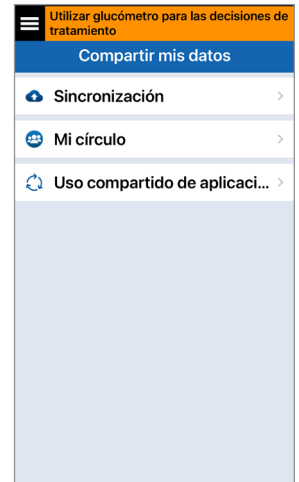 Utilizar glucómetro para las decisiones de
tratamiento
Compartir mis datos
Sincronización
Mi círculo
Uso compartido de aplicaci...